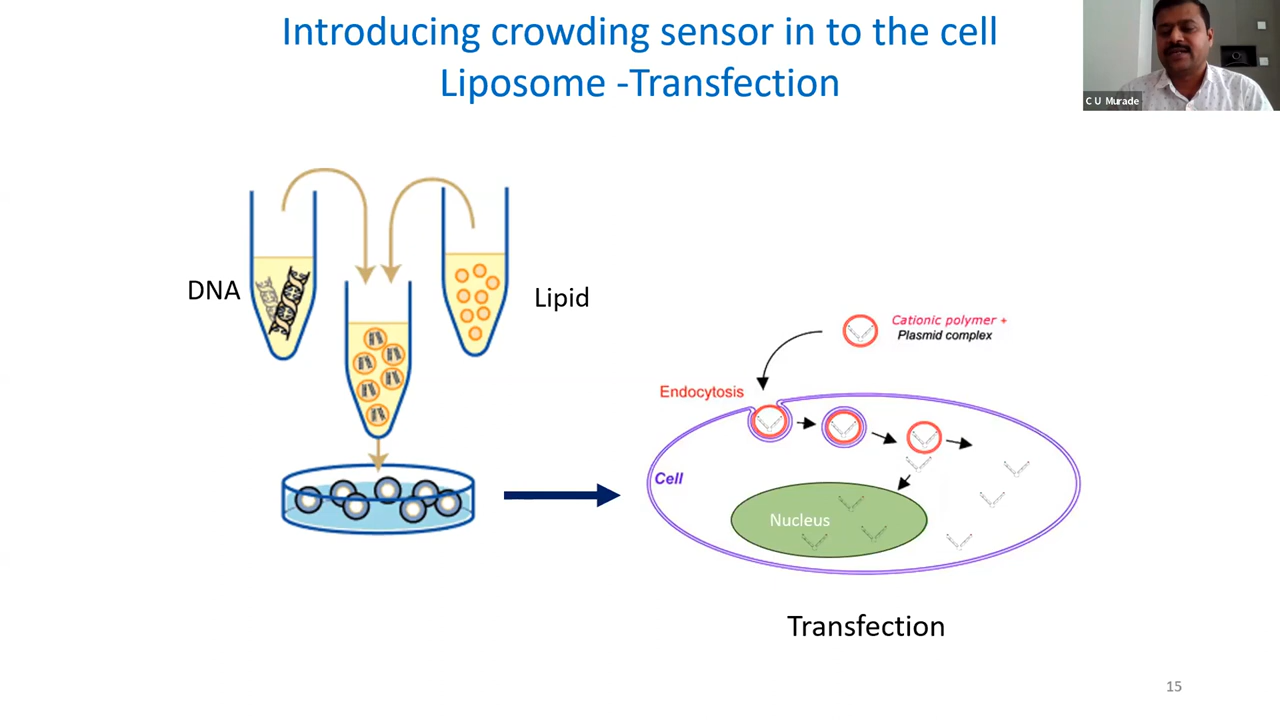 Introducing crowding sensor in to the cell
Liposome -Transfection
C U Murade
DNA
Lipid
Cationic polymer +
Plasmid complex
Endocytosis
Cell
Nucleus
Transfection
15